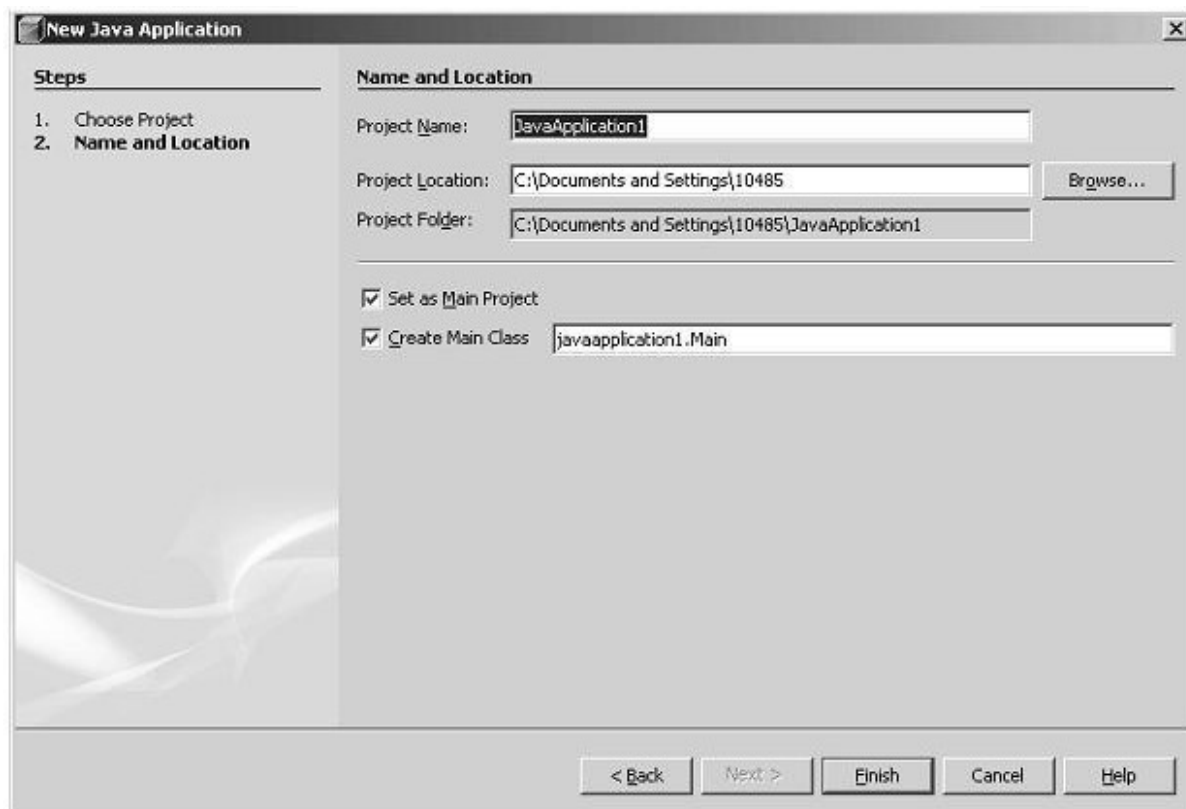 New Java Application
Steps
1. Choose Project
2. Name and Location
Name and Location
Project Name: JavaApplication1
Project Location: C:\Documents and Settings\10485 Browse...
Project Folder: C:\Documents and Settings\10485\JavaApplication1
Set as Main Project
Create Main Class javaapplication1.Main
< Back Next > Finish Cancel Help